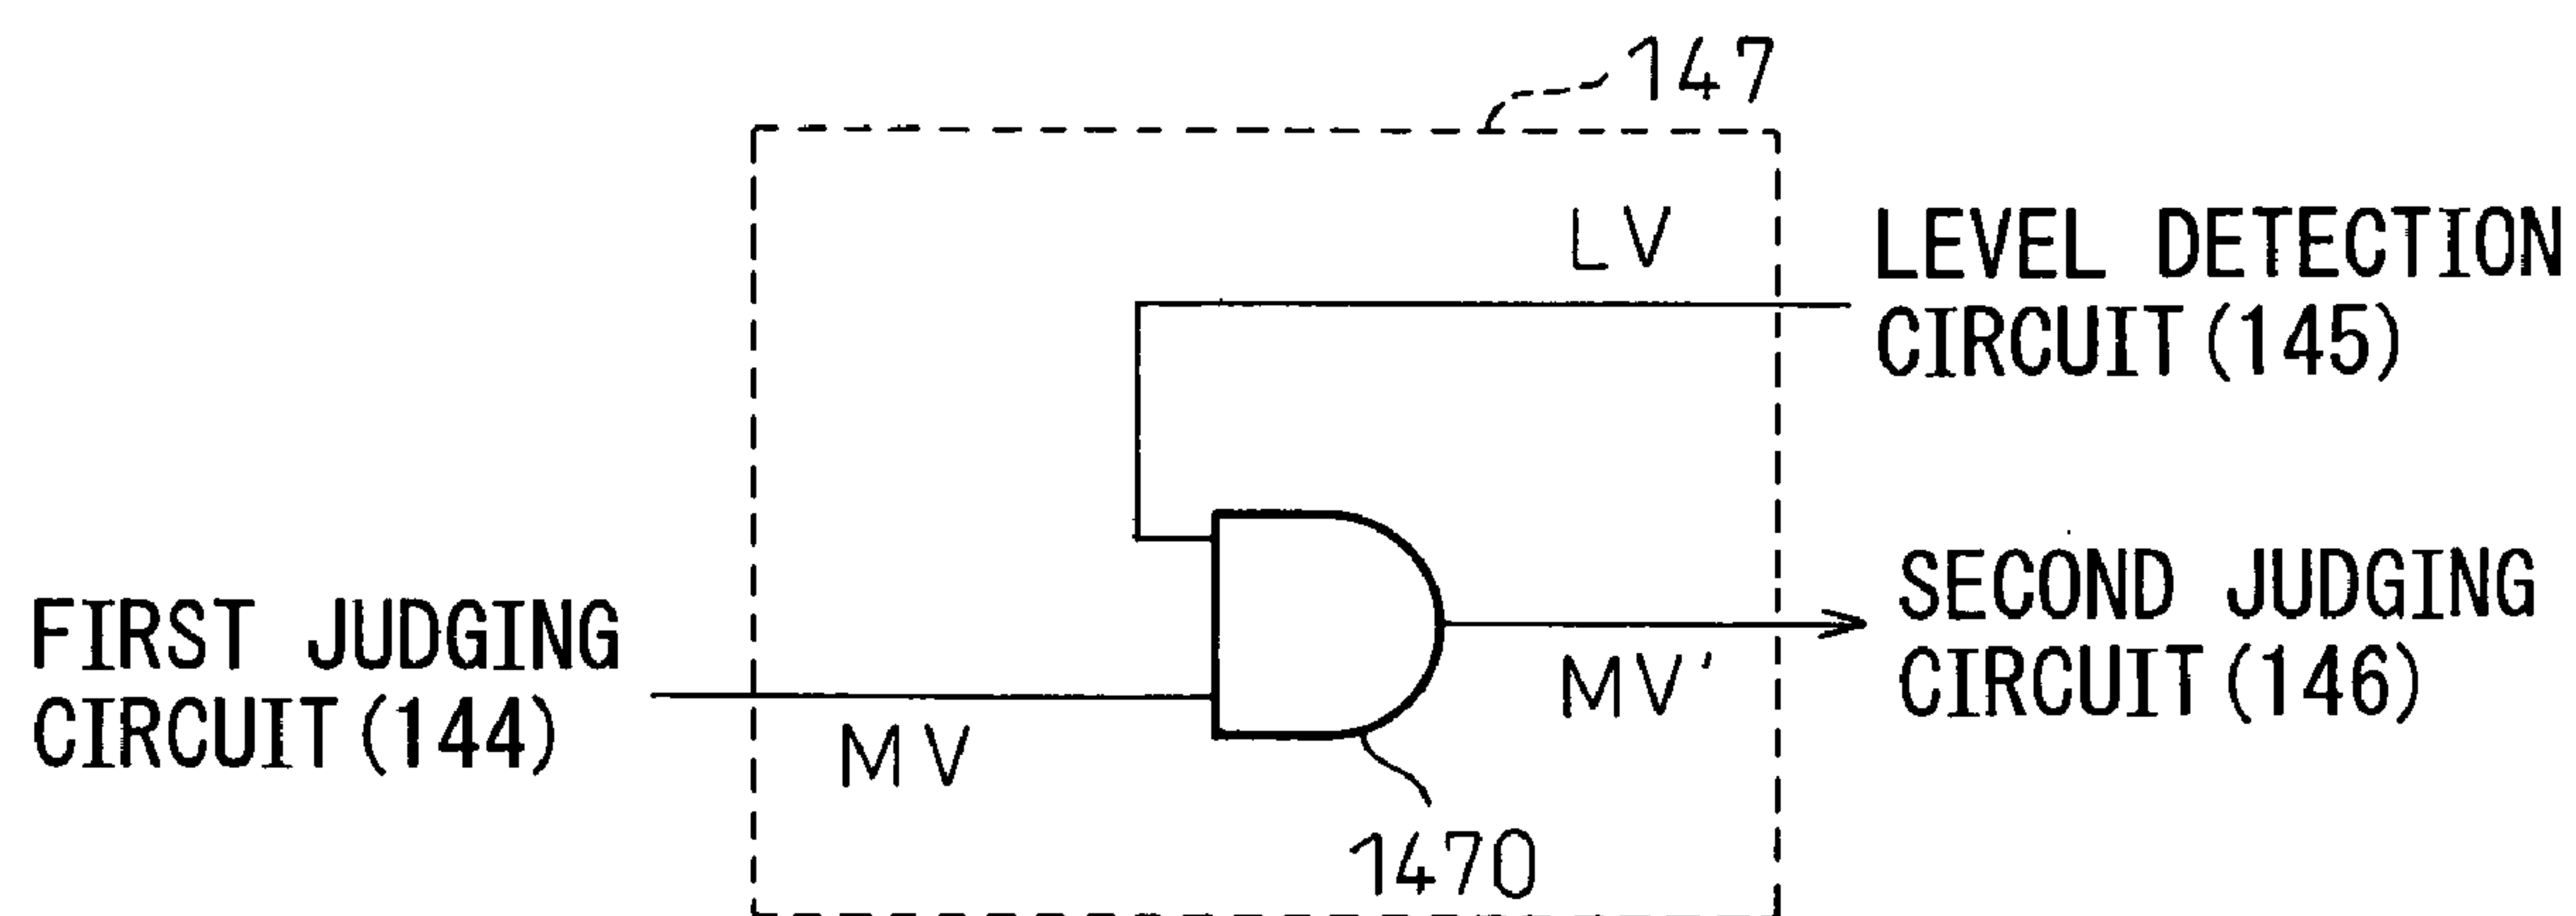 147
LV
LEVEL DETECTION
CIRCUIT(145)
FIRST JUDGING
CIRCUIT(144)
MV
MV'
SECOND JUDGING
CIRCUIT(146)
1470